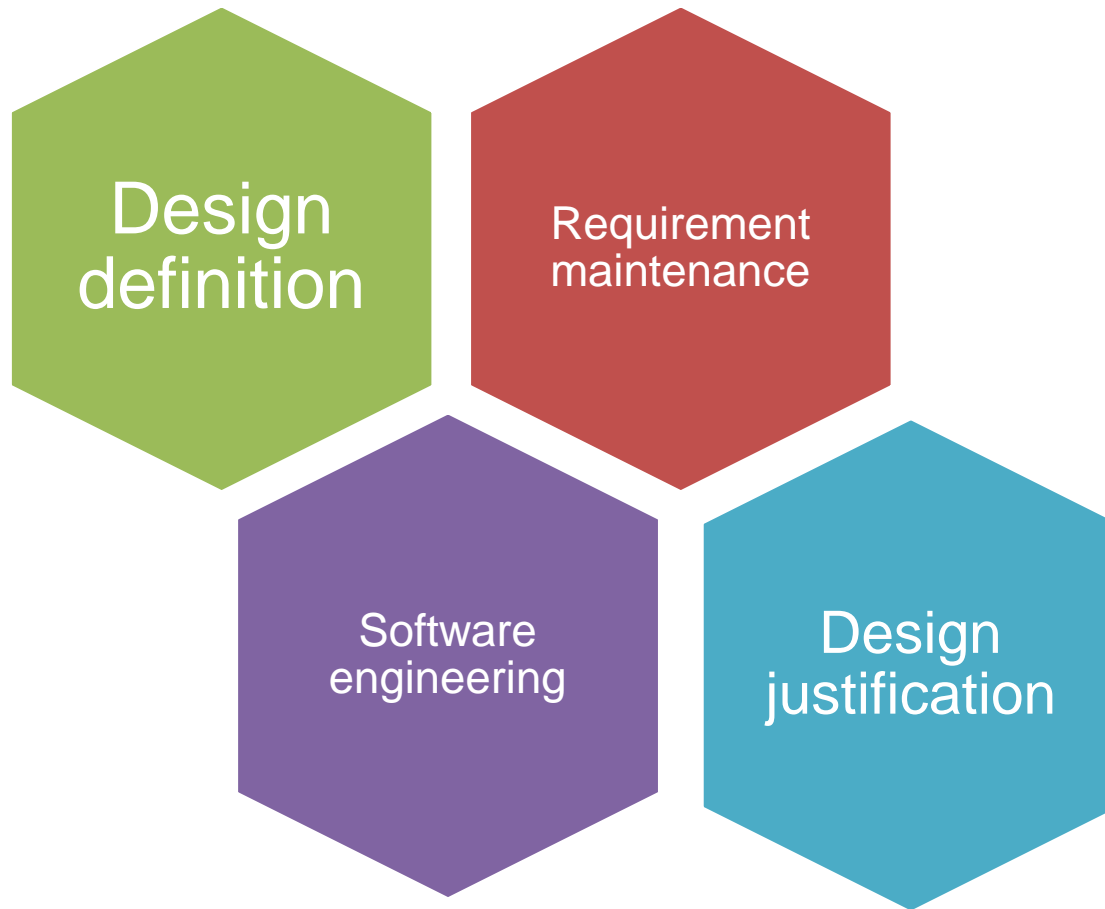 Design
definition
Requirement
maintenance
Software
engineering
Design
justification